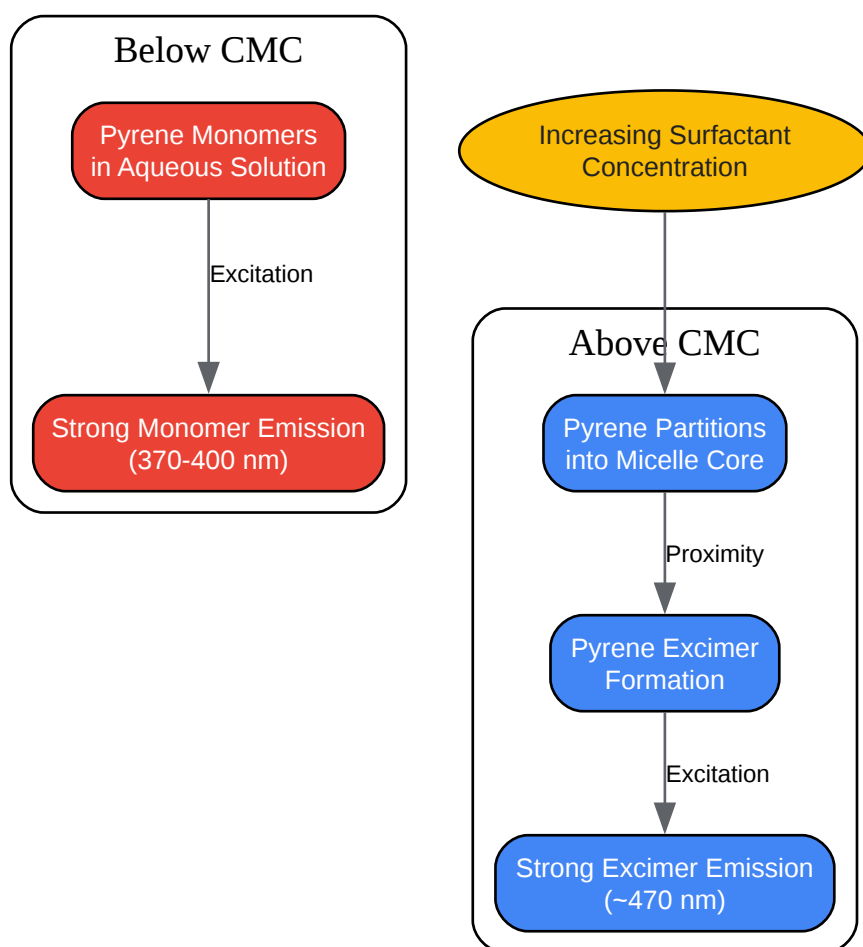 Below CMC
Pyrene Monomers
in Aqueous Solution
Excitation
Strong Monomer Emission
(370-400 nm)
Increasing Surfactant
Concentration
Above CMC
Pyrene Partitions
into Micelle Core
Proximity
Pyrene Excimer
Formation
Excitation
Strong Excimer Emission
(~470 nm)